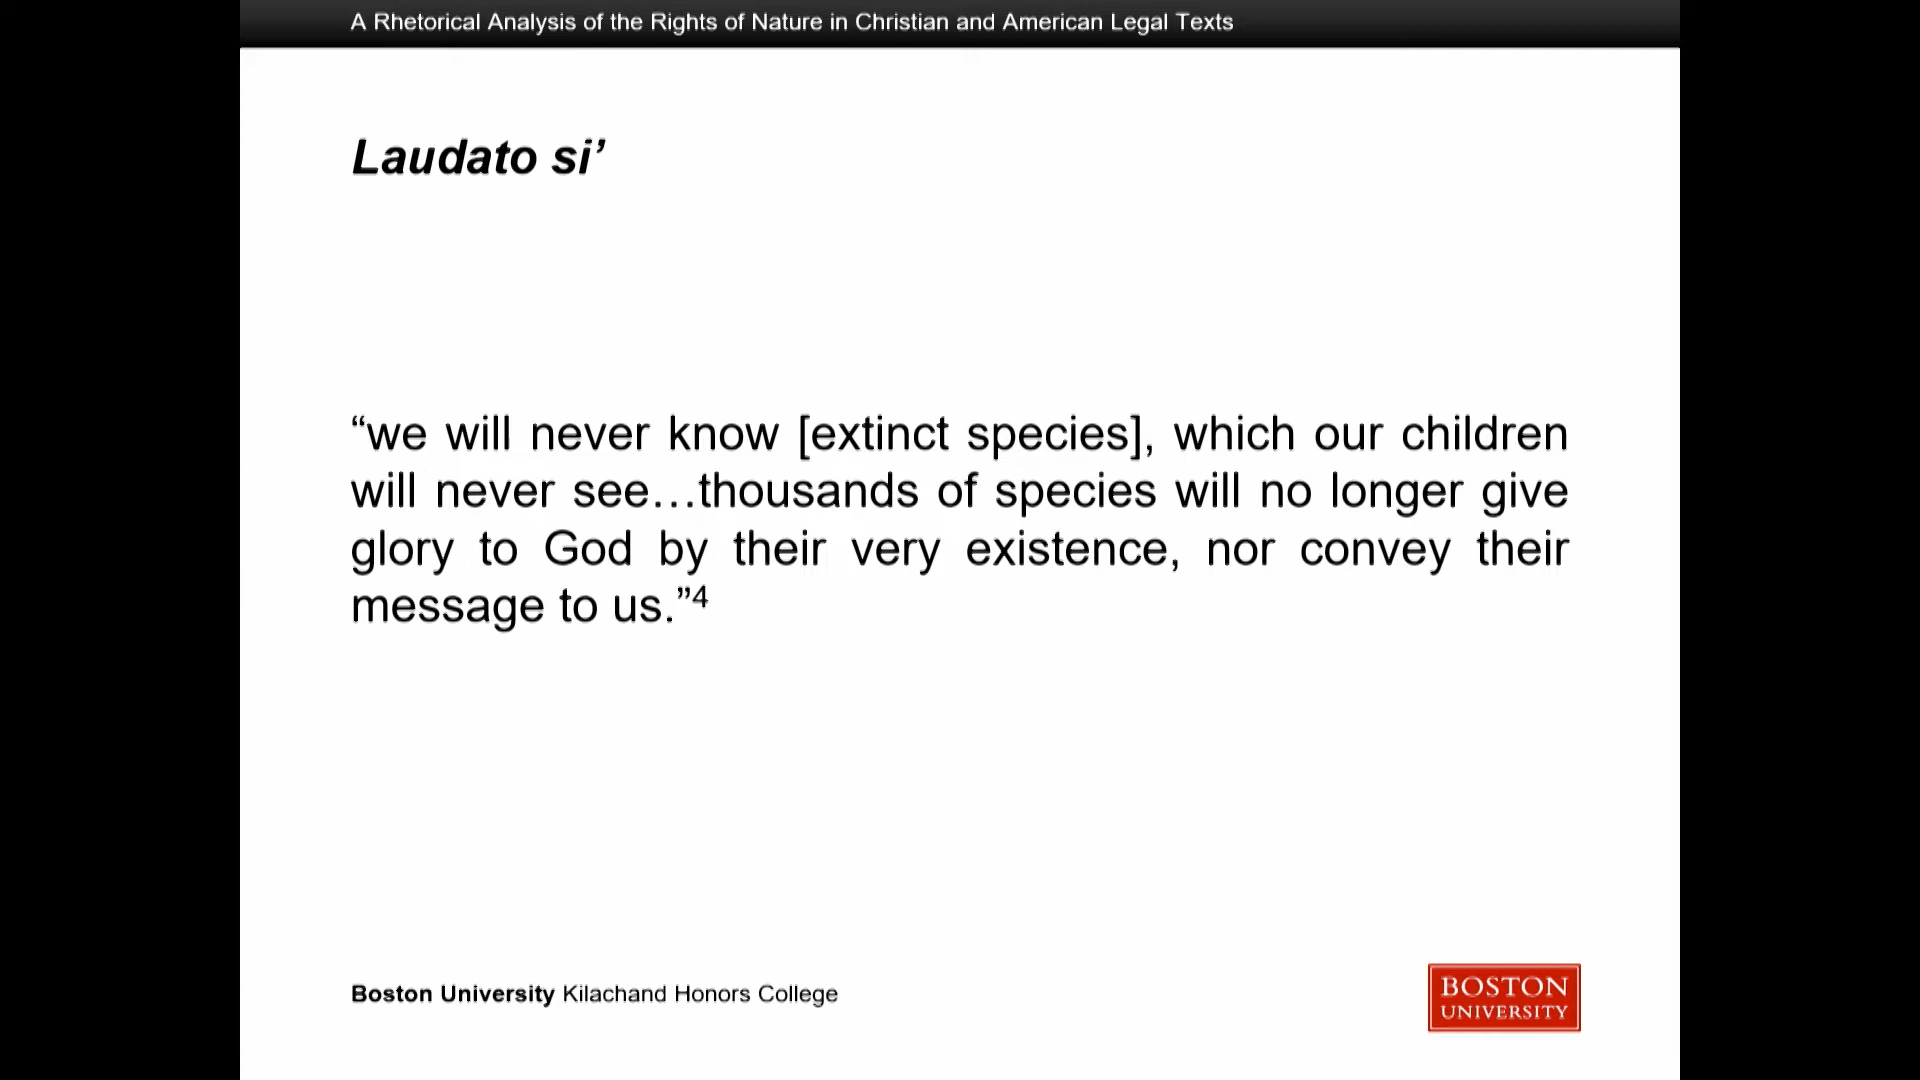 A Rhetorical Analysis of the Rights of Nature in Christian and American Legal Texts
Laudato si’
“we will never know [extinct species], which our children
will never see…thousands of species will no longer give
glory to God by their very existence, nor convey their
message to us.”4
Boston University Kilachand Honors College
BOSTON
UNIVERSITY